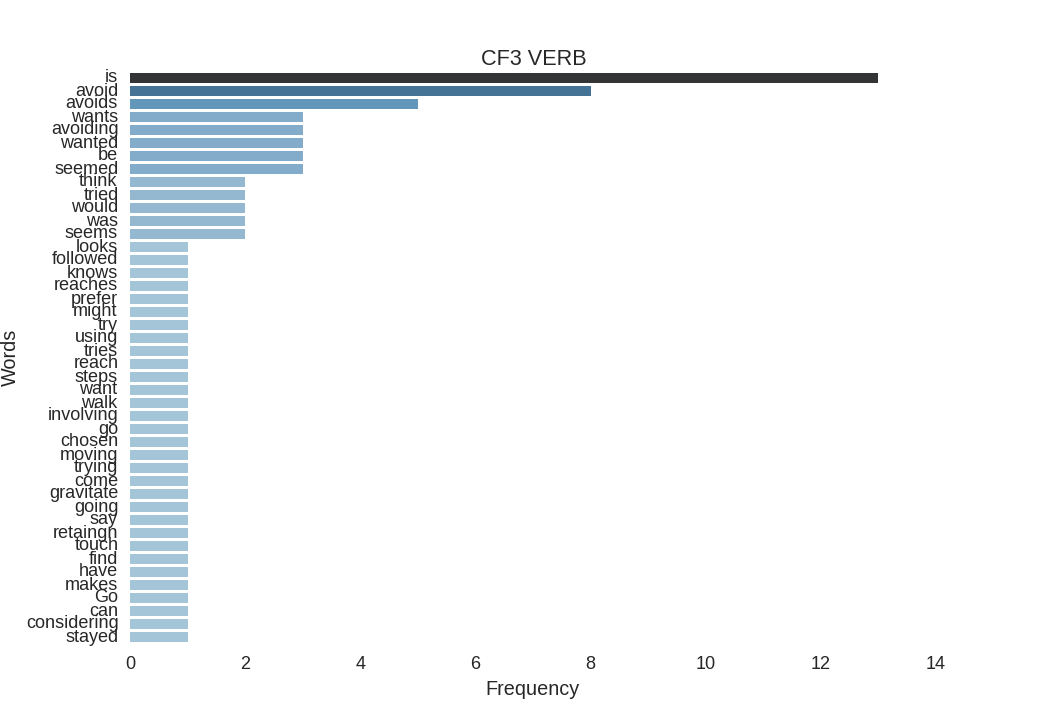 CF3 VERB
is
avoid
avoids
wants
avoiding
wanted
be
seemed
think
tried
would
was
seems
looks
followed
knows
reaches
prefer
might
try
using
tries
reach
steps
want
walk
involving
go
chosen
moving
trying
come
gravitate
going
say
retaingn
touch
find
have
makes
Go
can
considering
stayed
Words
0 2 4 6 8 10 12 14
Frequency